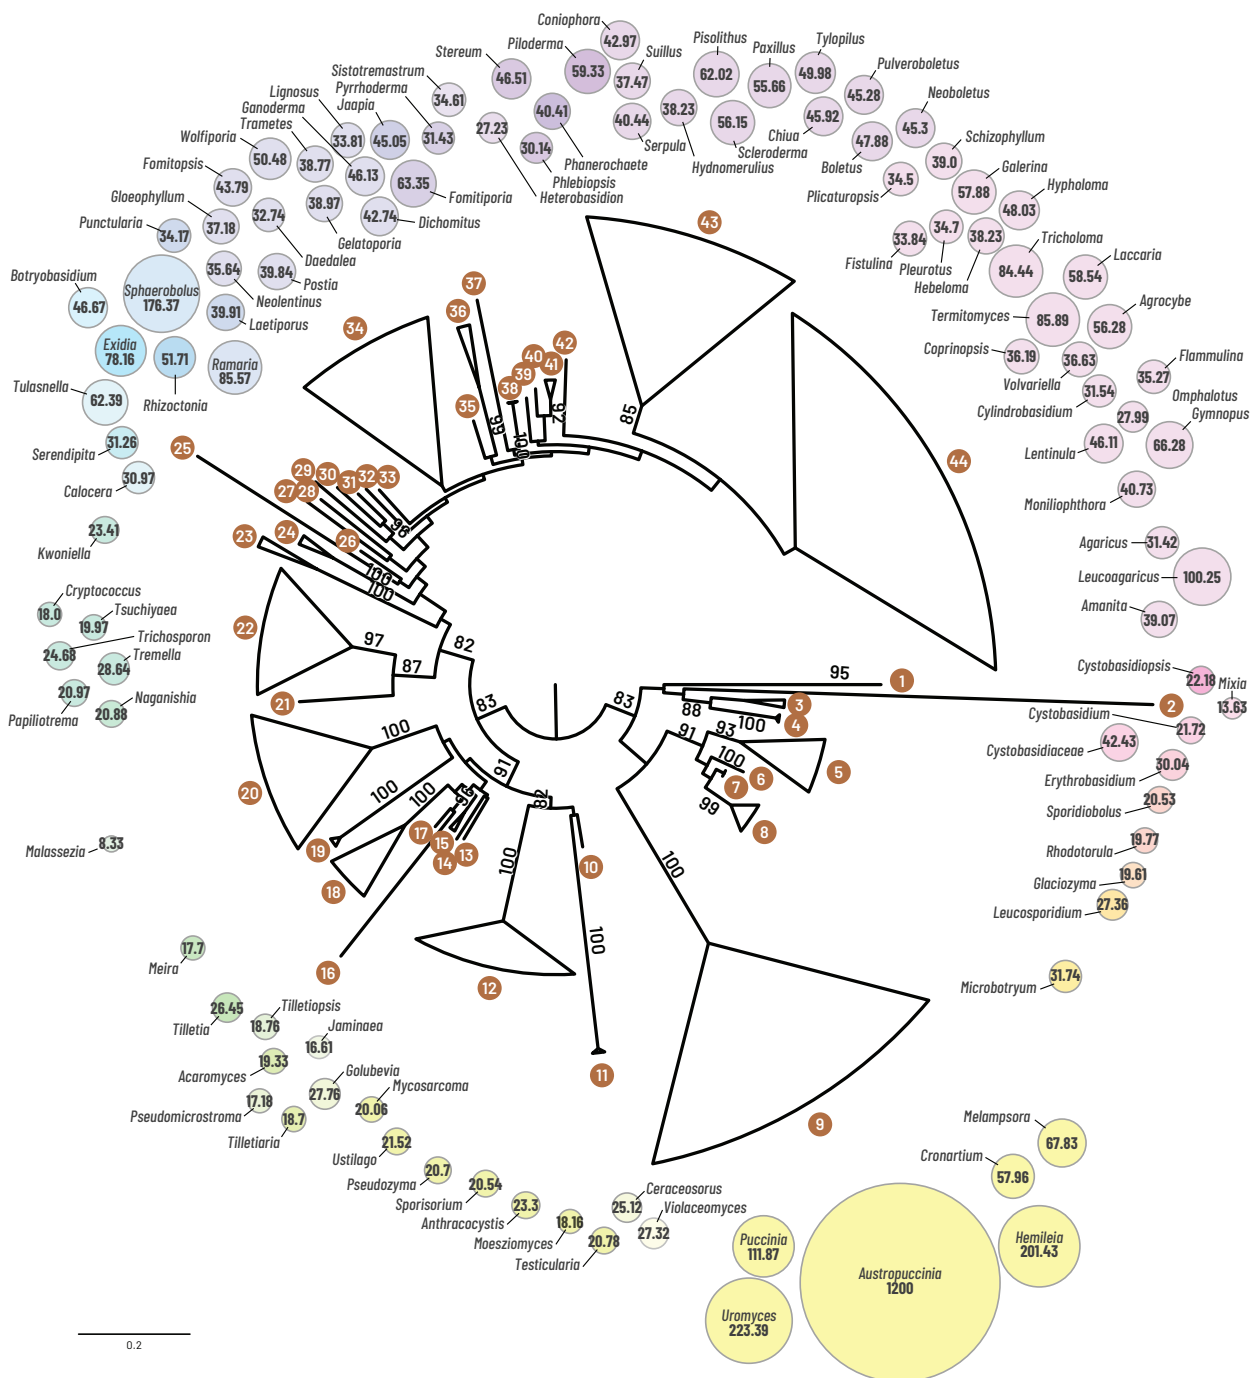 Coniophora
42.97
Piloderma
59.33
Stereum
46.51
Suillus
37.47
Pisolithus
62.02
Paxillus
55.66
Tylopilus
49.98
Pulveroboletus
45.28
Sistotremastrum
34.61
Pyrrhoderma
31.43
Jaapia
45.05
Lignosus
33.81
Ganoderma
46.13
Trametes
38.77
Wolfiporia
50.48
Fomitopsis
43.79
Gloeophyllum
37.18
Punctularia
34.17
Botryobasidium
46.67
27.23
Heterobasidion
30.14
Phlebiopsis
40.41
Phanerochaete
40.44
Serpula
38.23
Hydnomerulius
56.15
Scleroderma
45.92
Chiua
47.88
Boletus
Neoboletus
45.3
Schizophyllum
39.0
34.5
Plicaturopsis
Galerina
57.88
Hypholoma
48.03
63.35
Fomitiporia
42.74
Dichomitus
38.97
Gelatoporia
32.74
Daedalea
39.84
Postia
35.64
Neolentinus
39.91
Laetiporus
Sphaerobolus
176.37
Exidia
78.16
51.71
Rhizoctonia
Ramaria
85.57
Tulasnella
62.39
Serendipita
31.26
Calocera
30.97
23.41
Kwoniella
Cryptococcus
18.0
Tsuchiyaea
19.97
Trichosporon
24.68
Tremella
28.64
20.97
Papiliotrema
Naganishia
20.88
33.84
Fistulina
34.7
Pleurotus
38.23
Hebeloma
Tricholoma
84.44
Laccaria
58.54
Termitomyces
85.89
Agrocybe
56.28
Coprinopsis
36.19
36.63
Volvariella
Flammulina
35.27
31.54
Cylindrobasidium
Omphalotus
27.99
Gymnopus
66.28
46.11
Lentinula
40.73
Moniliophthora
Agaricus
31.42
Leucoagaricus
100.25
Amanita
39.07
Cystobasidiopsis
22.18
Mixia
13.63
Cystobasidium
21.72
Cystobasidiaceae
42.43
30.04
Erythrobasidium
20.53
Sporidiobolus
19.77
Rhodotorula
19.61
Glaciozyma
27.36
Leucosporidium
31.74
Microbotryum
43
37
36
34
42
40
41
39
38
35
85
92
99
100
44
25
29
30
31
32
33
27
28
26
98
24
23
100
100
22
97
87
82
21
83
83
95
1
2
88
3
100
4
91
93
5
100
6
7
99
8
100
20
100
100
96
91
82
19
17
15
14
13
18
16
100
10
100
12
11
100
9
Malassezia
8.33
17.7
Meira
26.45
Tilletia
Tilletiopsis
18.76
Jaminaea
16.61
19.33
Acaromyces
Golubevia
27.76
17.18
Pseudomicrostroma
18.7
Tilletiaria
Mycosarcoma
20.06
21.52
Ustilago
20.7
Pseudozyma
20.54
Sporisorium
23.3
Anthracocystis
18.16
Moesziomyces
20.78
Testicularia
Ceraceosorus
25.12
Violaceomyces
27.32
Melampsora
67.83
Cronartium
57.96
Puccinia
111.87
Hemileia
201.43
Austropuccinia
1200
Uromyces
223.39
0.2